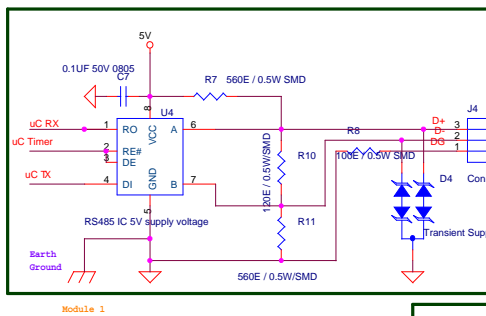 5V
0.1UF 50V 0805
C7
R7
560E / 0.5W SMD
U4
J4
uC RX
1
RO
VCC
8
A
6
D+
3
uC Timer
2
RE#
R8
D-
2
3
DE
R10
100E / 0.5W SMD
DG
1
uC TX
4
DI
GND
B
7
120E / 0.5W/SMD
D4
Con
5
RS485 IC 5V supply voltage
R11
Transient Supp
Earth
Ground
560E / 0.5W/SMD
Module 1